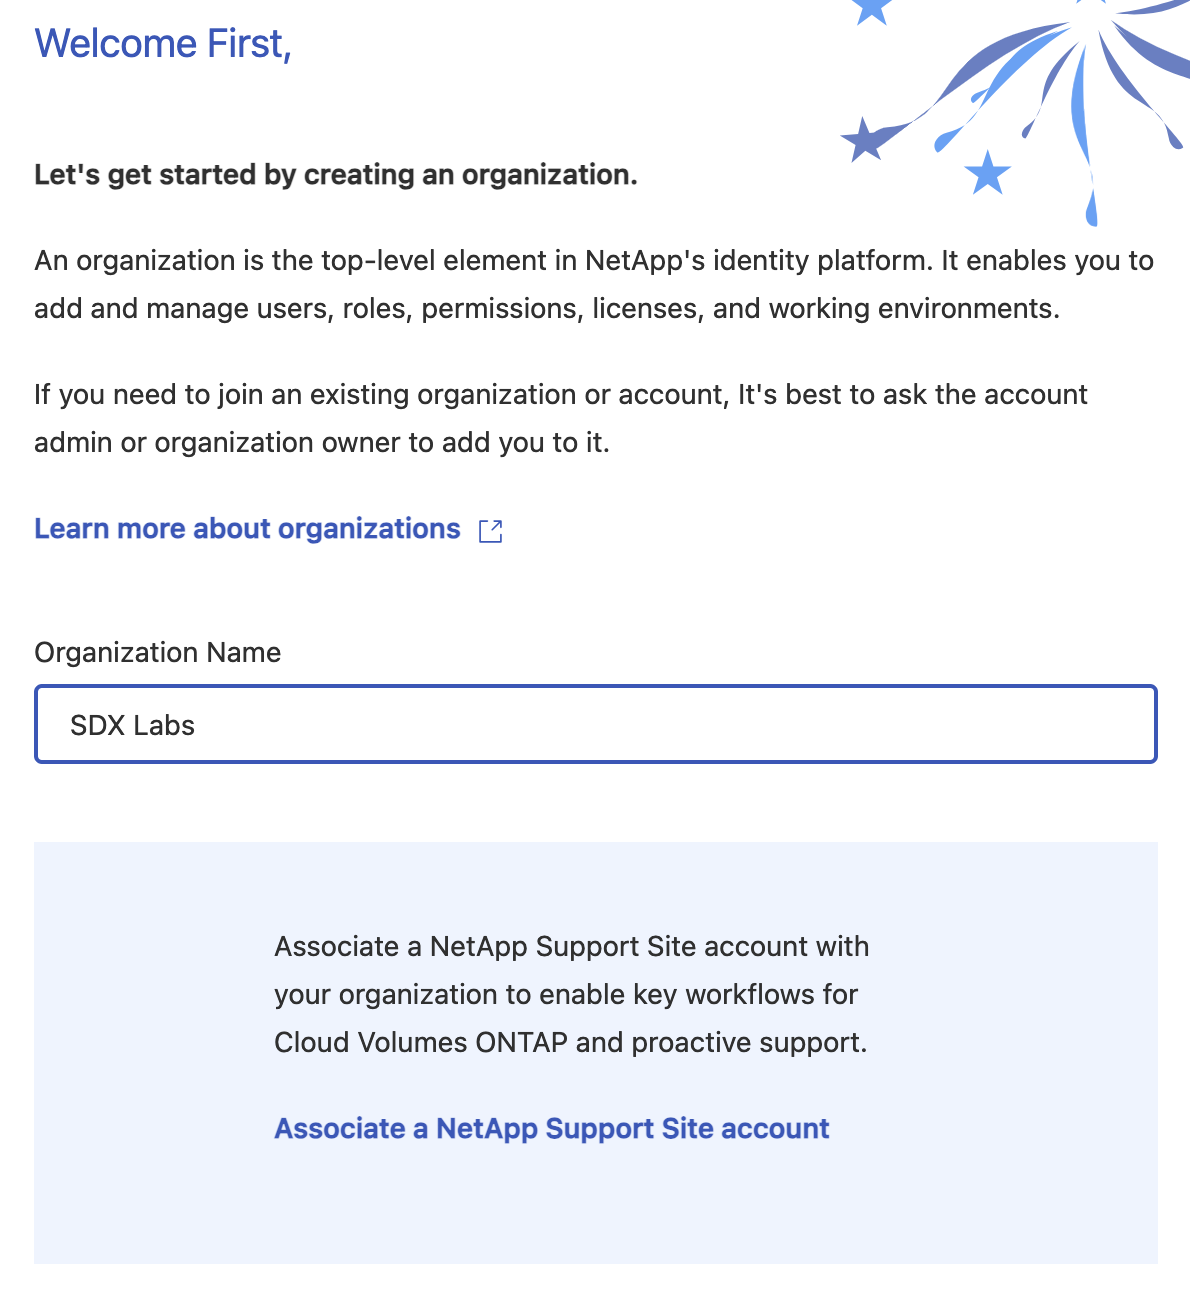 Welcome First,
Let's get started by creating an organization.
An organization is the top-level element in NetApp's identity platform. It enables you to
add and manage users, roles, permissions, licenses, and working environments.
If you need to join an existing organization or account, It's best to ask the account
admin or organization owner to add you to it.
Learn more about organizations
Organization Name
SDX Labs
Associate a NetApp Support Site account with
your organization to enable key workflows for
Cloud Volumes ONTAP and proactive support.
Associate a NetApp Support Site account